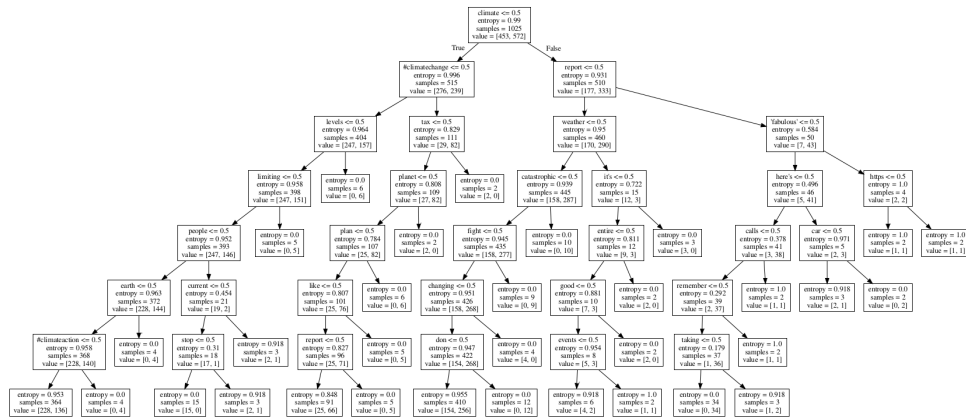 climate <= 0.5
entropy = 0.99
samples = 1025
value = [453, 572]
True
False
#climatechange <= 0.5
entropy = 0.996
samples = 515
value = [276, 239]
report <= 0.5
entropy = 0.931
samples = 510
value = [177, 333]
levels <= 0.5
entropy = 0.964
samples = 404
value = [247, 157]
tax <= 0.5
entropy = 0.829
samples = 111
value = [29, 82]
weather <= 0.5
entropy = 0.95
samples = 460
value = [170, 290]
'fabulous' <= 0.5
entropy = 0.584
samples = 50
value = [7, 43]
limiting <= 0.5
entropy = 0.958
samples = 398
value = [247, 151]
entropy = 0.0
samples = 6
value = [0, 6]
planet <= 0.5
entropy = 0.808
samples = 109
value = [27, 82]
entropy = 0.0
samples = 2
value = [2, 0]
catastrophic <= 0.5
entropy = 0.939
samples = 445
value = [158, 287]
it's <= 0.5
entropy = 0.722
samples = 15
value = [12, 3]
here's <= 0.5
entropy = 0.496
samples = 46
value = [5, 41]
https <= 0.5
entropy = 1.0
samples = 4
value = [2, 2]
people <= 0.5
entropy = 0.952
samples = 393
value = [247, 146]
entropy = 0.0
samples = 5
value = [0, 5]
plan <= 0.5
entropy = 0.784
samples = 107
value = [25, 82]
entropy = 0.0
samples = 2
value = [2, 0]
fight <= 0.5
entropy = 0.945
samples = 435
value = [158, 277]
entropy = 0.0
samples = 10
value = [0, 10]
entire <= 0.5
entropy = 0.811
samples = 12
value = [9, 3]
entropy = 0.0
samples = 3
value = [3, 0]
calls <= 0.5
entropy = 0.378
samples = 41
value = [3, 38]
car <= 0.5
entropy = 0.971
samples = 5
value = [2, 3]
entropy = 1.0
samples = 2
value = [1, 1]
entropy = 1.0
samples = 2
value = [1, 1]
earth <= 0.5
entropy = 0.963
samples = 372
value = [228, 144]
current <= 0.5
entropy = 0.454
samples = 21
value = [19, 2]
like <= 0.5
entropy = 0.807
samples = 101
value = [25, 76]
entropy = 0.0
samples = 6
value = [0, 6]
changing <= 0.5
entropy = 0.951
samples = 426
value = [158, 268]
entropy = 0.0
samples = 9
value = [0, 9]
good <= 0.5
entropy = 0.881
samples = 10
value = [7, 3]
entropy = 0.0
samples = 2
value = [2, 0]
remember <= 0.5
entropy = 0.292
samples = 39
value = [2, 37]
entropy = 1.0
samples = 2
value = [1, 1]
entropy = 0.918
samples = 3
value = [2, 1]
entropy = 0.0
samples = 2
value = [0, 2]
#climateaction <= 0.5
entropy = 0.958
samples = 368
value = [228, 140]
entropy = 0.0
samples = 4
value = [0, 4]
stop <= 0.5
entropy = 0.31
samples = 18
value = [17, 1]
entropy = 0.918
samples = 3
value = [2, 1]
report <= 0.5
entropy = 0.827
samples = 96
value = [25, 71]
entropy = 0.0
samples = 5
value = [0, 5]
don <= 0.5
entropy = 0.947
samples = 422
value = [154, 268]
entropy = 0.0
samples = 4
value = [4, 0]
events <= 0.5
entropy = 0.954
samples = 8
value = [5, 3]
entropy = 0.0
samples = 2
value = [2, 0]
taking <= 0.5
entropy = 0.179
samples = 37
value = [1, 36]
entropy = 1.0
samples = 2
value = [1, 1]
entropy = 0.953
samples = 364
value = [228, 136]
entropy = 0.0
samples = 4
value = [0, 4]
entropy = 0.0
samples = 15
value = [15, 0]
entropy = 0.918
samples = 3
value = [2, 1]
entropy = 0.848
samples = 91
value = [25, 66]
entropy = 0.0
samples = 5
value = [0, 5]
entropy = 0.955
samples = 410
value = [154, 256]
entropy = 0.0
samples = 12
value = [0, 12]
entropy = 0.918
samples = 6
value = [4, 2]
entropy = 1.0
samples = 2
value = [1, 1]
entropy = 0.0
samples = 34
value = [0, 34]
entropy = 0.918
samples = 3
value = [1, 2]